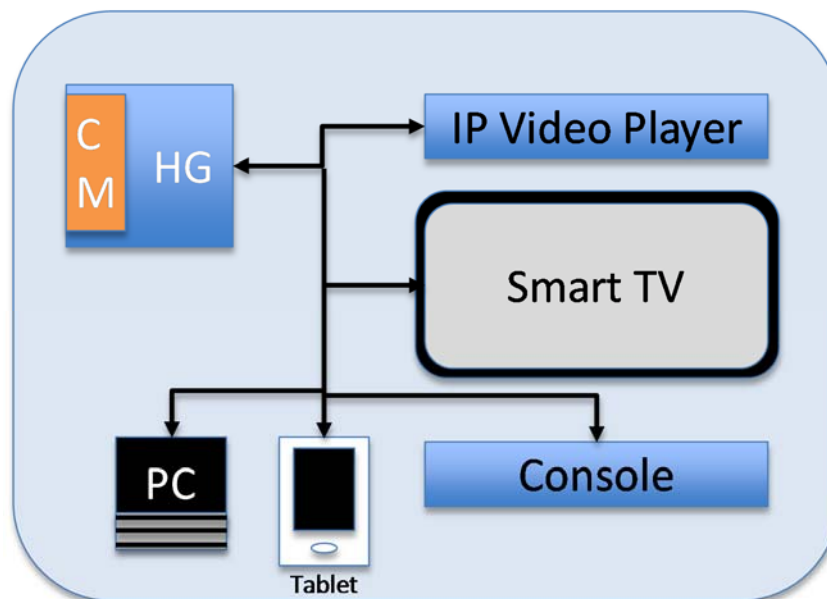 C
M
HG
IP Video Player
Smart TV
PC
Tablet
Console